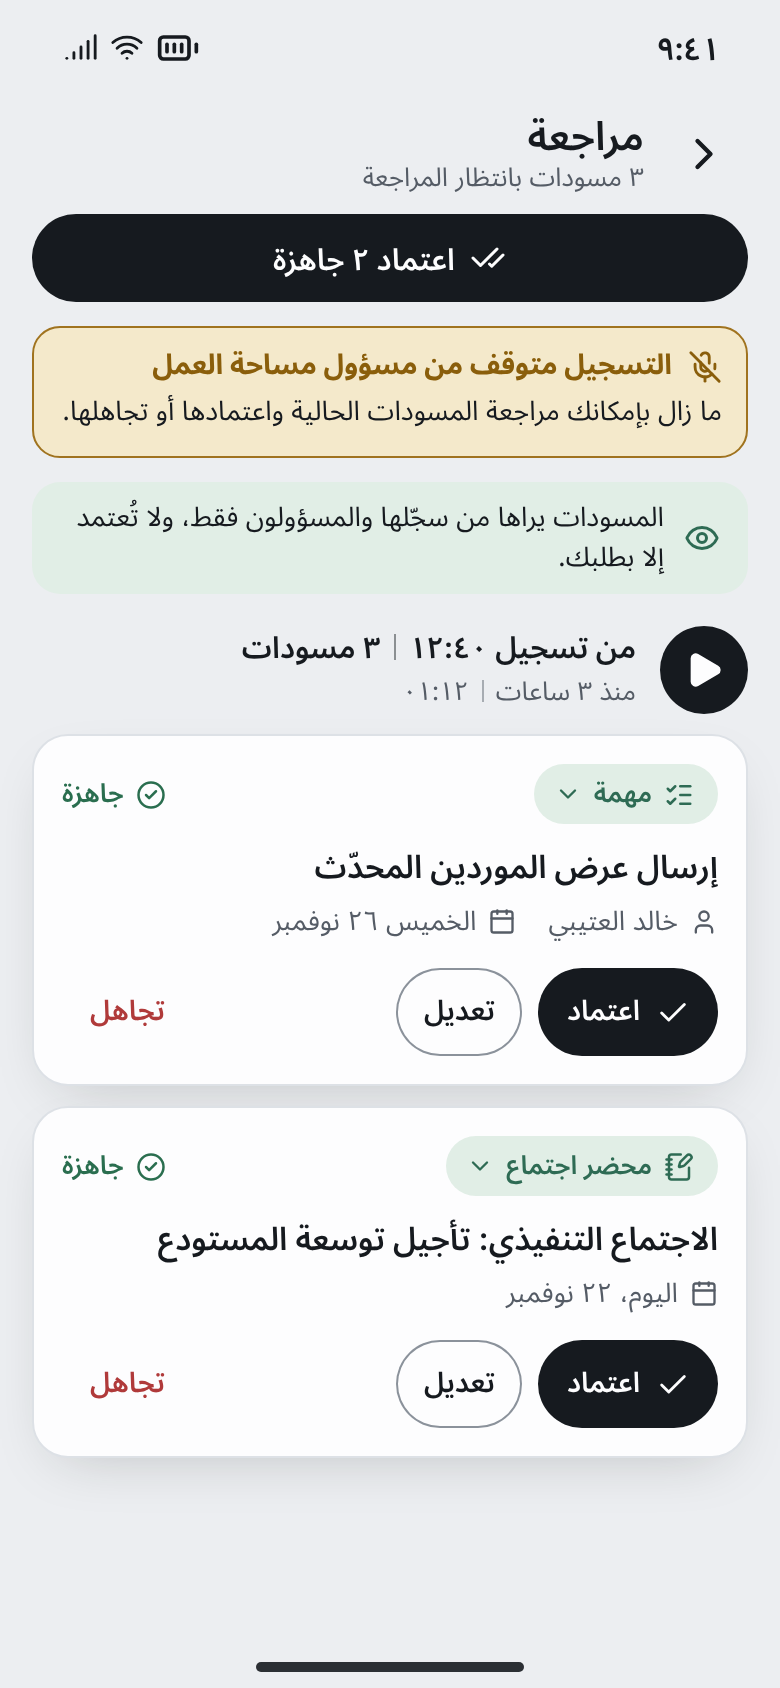 ٩:٤١
مراجعة
٣ مسودات بانتظار المراجعة
اعتماد ٢ جاهزة
التسجيل متوقف من مسؤول مساحة العمل
ما زال بإمكانك مراجعة المسودات الحالية واعتمادها أو تجاهلها.
المسودات يراها من سجّلها والمسؤولون فقط، ولا تُعتمد
إلا بطلبك.
من تسجيل ١٢:٤٠ | ٣ مسودات
منذ ٣ ساعات | ٠١:١٢
مهمة
جاهزة
إرسال عرض الموردين المحدّث
خالد العتيبي
الخميس ٢٦ نوفمبر
اعتماد
تعديل
تجاهل
محضر اجتماع
جاهزة
الاجتماع التنفيذي: تأجيل توسعة المستودع
اليوم، ٢٢ نوفمبر
اعتماد
تعديل
تجاهل